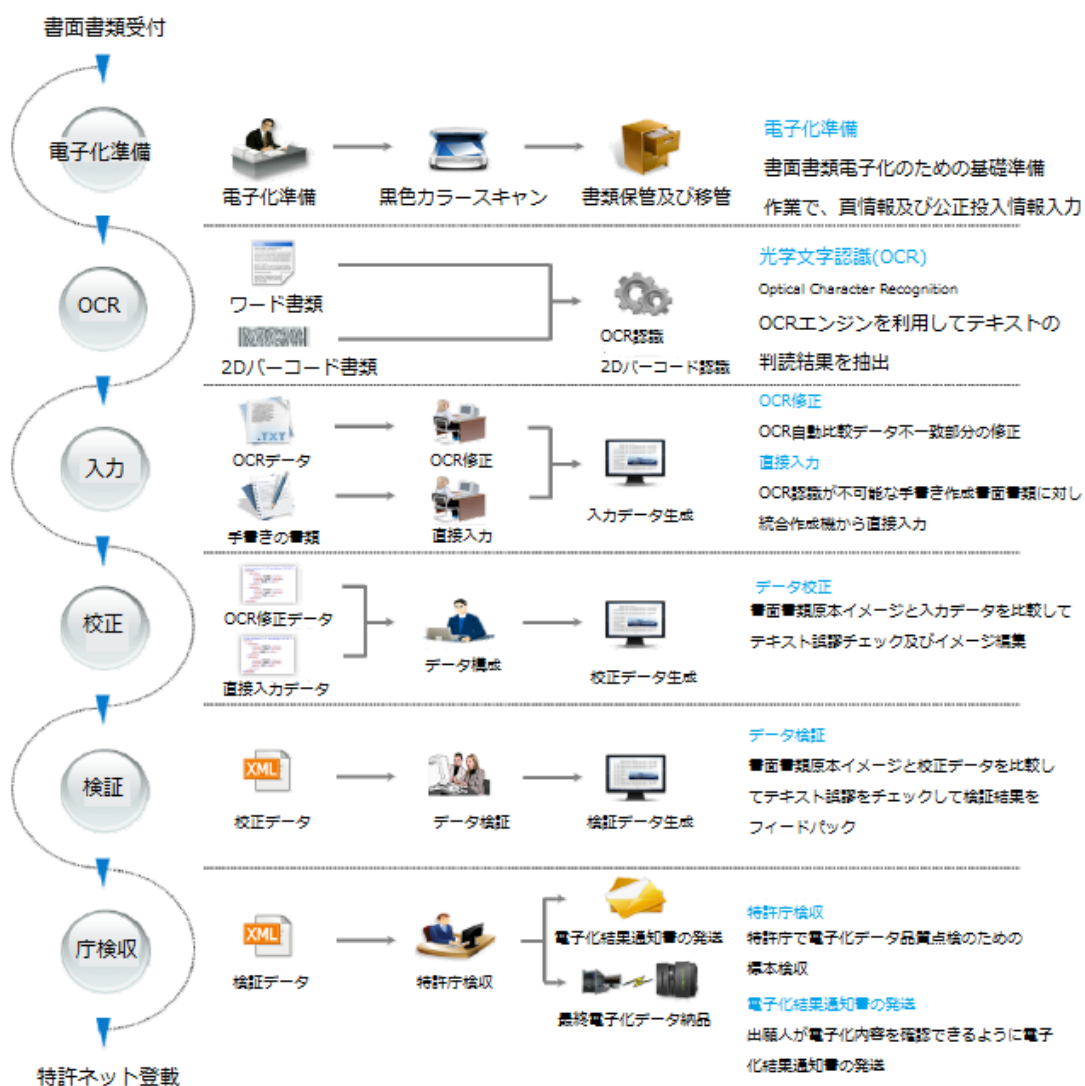 書面書類受付
電子化準備
電子化準備
黒色カラースキャン
書類保管及び移管
電子化準備
書面書類電子化のための基礎準備
作業で、頁情報及び公正投入情報入力
OCR
ワード書類
2Dバーコード書類
OCR認識
2Dバーコード認識
光学文字認識(OCR)
Optical Character Recognition
OCRエンジンを利用してテキストの
判読結果を抽出
入力
.TXT
OCRデータ
OCR修正
手書きの書類
直接入力
入力データ生成
OCR修正
OCR自動比較データ不一致部分の修正
直接入力
OCR認識が不可能な手書き作成書面書類に対し
統合作成機から直接入力
校正
OCR修正データ
直接入力データ
データ構成
校正データ生成
データ校正
書面書類原本イメージと入力データを比較して
テキスト誤謬チェック及びイメージ編集
検証
XML
校正データ
データ検証
検証データ生成
データ検証
書面書類原本イメージと校正データを比較し
てテキスト誤謬をチェックして検証結果を
フィードパック
庁検収
XML
検証データ
特許庁検収
電子化結果通知書の発送
最終電子化データ納品
特許庁検収
特許庁で電子化データ品質点検のための
標本検収
電子化結果通知書の発送
出願人が電子化内容を確認できるように電子
化結果通知書の発送
特許ネット登載